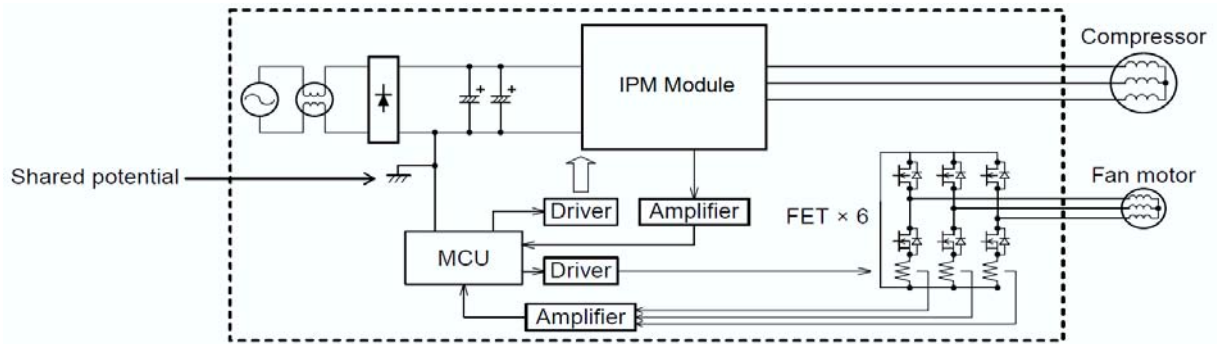 Compressor
IPM Module
Shared potential
Fan motor
Driver
Amplifier
FET × 6
MCU
Driver
Amplifier